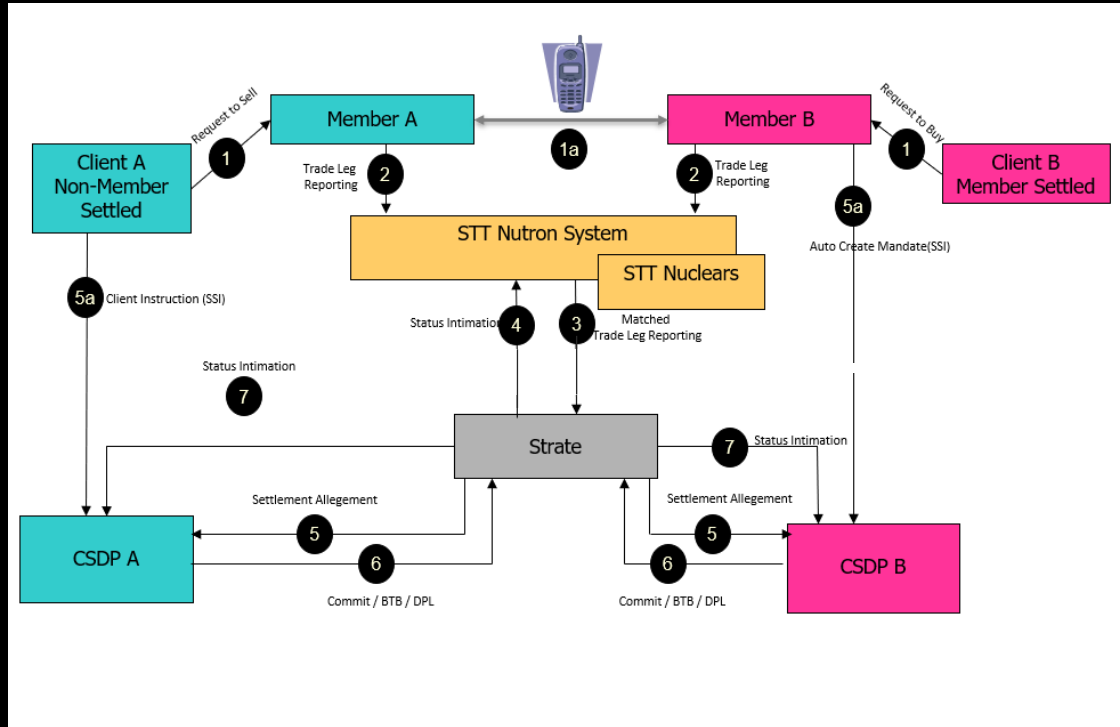 Request to Sell
Request to Buy
Member A
Member B
1
1a
1
Client A
Non-Member
Settled
Client B
Member Settled
Trade Leg
Reporting
2
2
Trade Leg
Reporting
5a
STT Nutron System
Auto Create Mandate(SSI)
STT Nuclears
5a
Client Instruction (SSI)
Status Intimation
4
3
Matched
Trade Leg Reporting
Status Intimation
7
Strate
7
Status Intimation
Settlement Allegement
Settlement Allegement
5
5
CSDP A
CSDP B
6
6
Commit / BTB / DPL
Commit / BTB / DPL